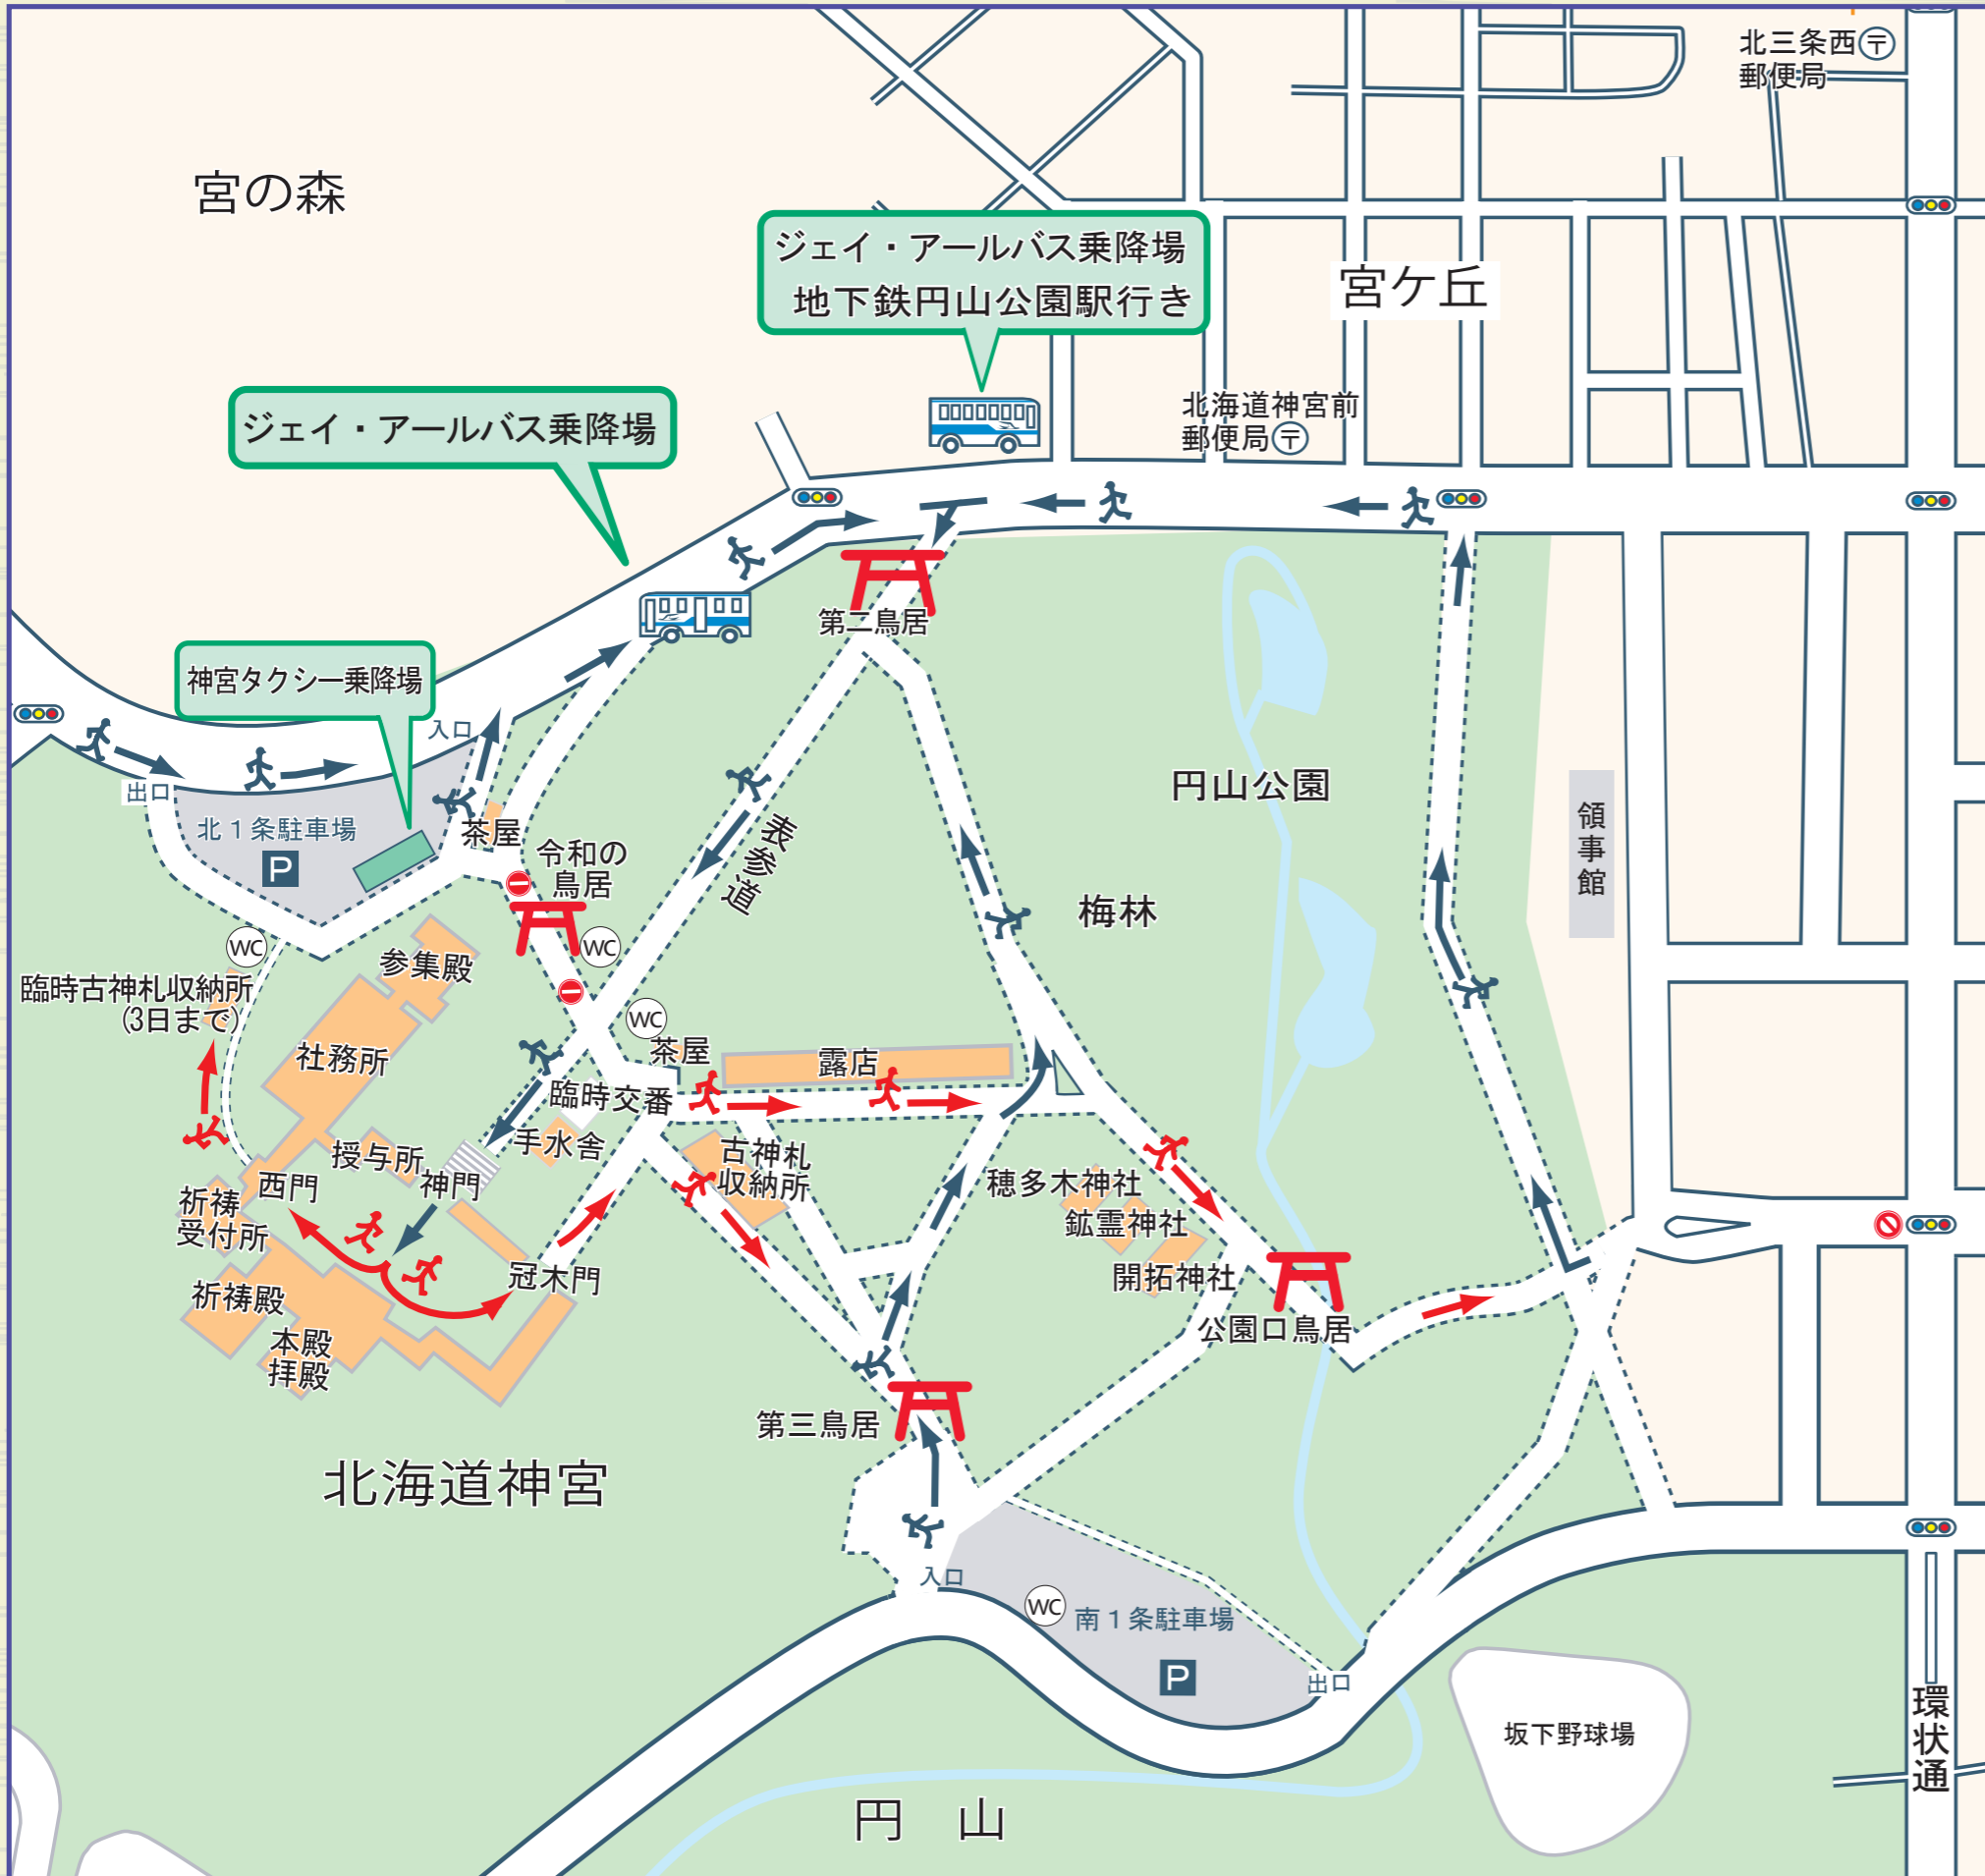 北三条西〒
郵便局
宮の森
ジェイ・アールバス乗降場
地下鉄円山公園駅行き
宮ケ丘
ジェイ・アールバス乗降場
北海道神宮前
郵便局〒
第二鳥居
神宮タクシー乗降場
入口
出口
北1条駐車場
P
茶屋
令和の
鳥居
表参道
円山公園
領事館
梅林
WC
WC
参集殿
臨時古神札収納所
(3日まで)
WC
社務所
茶屋
露店
臨時交番
手水舎
授与所
神門
古神札
収納所
西門
祈祷
受付所
穂多木神社
鉱霊神社
開拓神社
冠木門
祈祷殿
本殿
拝殿
公園口鳥居
第三鳥居
北海道神宮
入口
WC
南1条駐車場
P
出口
坂下野球場
環状通
円 山